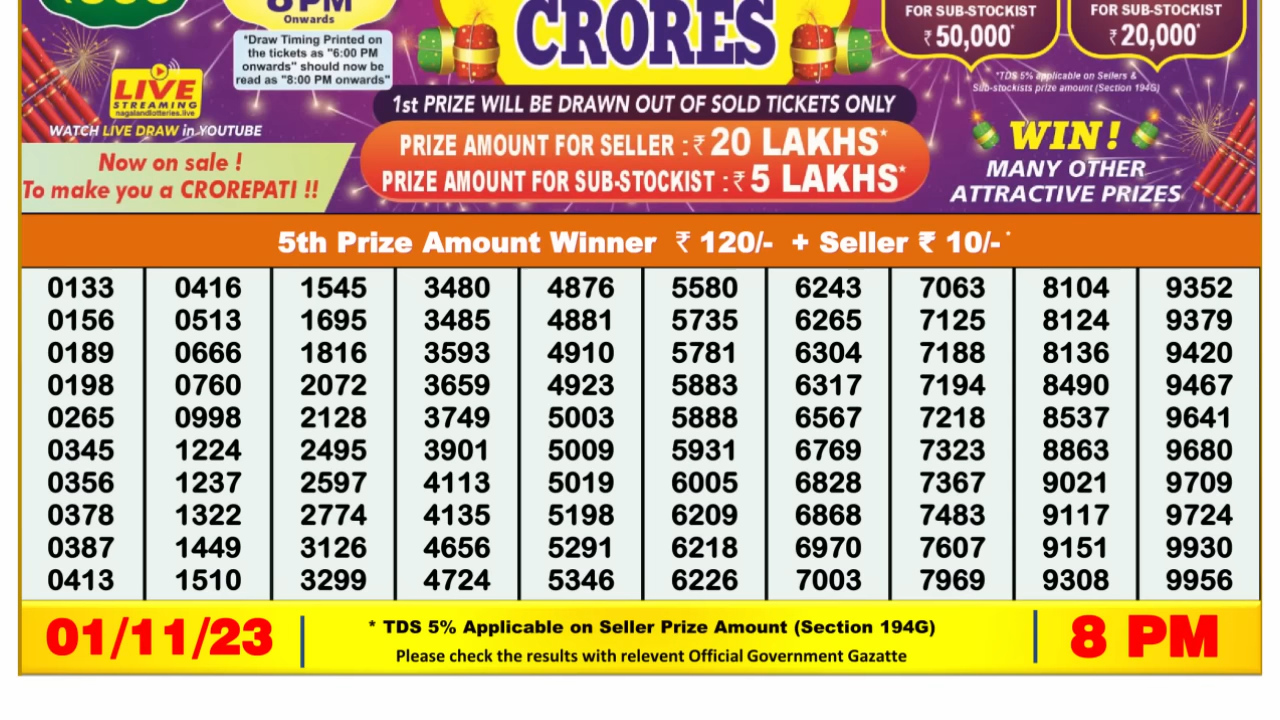 8 PM
Onwards
*Draw Timing Printed on
the tickets as "6:00 PM
onwards" should now be
read as "8:00 PM onwards"
LIVE
STREAMING
nagalandlotteries.live
WATCH LIVE DRAW in YOUTUBE
Now on sale !
To make you a CROREPATI !!
CRORES
1st PRIZE WILL BE DRAWN OUT OF SOLD TICKETS ONLY
PRIZE AMOUNT FOR SELLER : ₹ 20 LAKHS*
PRIZE AMOUNT FOR SUB-STOCKIST : ₹ 5 LAKHS*
FOR SUB-STOCKIST
₹ 50,000*
FOR SUB-STOCKIST
₹ 20,000*
*TDS 5% applicable on Sellers &
Sub-stockists prize amount (Section 194G)
WIN !
MANY OTHER
ATTRACTIVE PRIZES
5th Prize Amount Winner ₹ 120/- + Seller ₹ 10/- *
0133 0416 1545 3480 4876 5580 6243 7063 8104 9352
0156 0513 1695 3485 4881 5735 6265 7125 8124 9379
0189 0666 1816 3593 4910 5781 6304 7188 8136 9420
0198 0760 2072 3659 4923 5883 6317 7194 8490 9467
0265 0998 2128 3749 5003 5888 6567 7218 8537 9641
0345 1224 2495 3901 5009 5931 6769 7323 8863 9680
0356 1237 2597 4113 5019 6005 6828 7367 9021 9709
0378 1322 2774 4135 5198 6209 6868 7483 9117 9724
0387 1449 3126 4656 5291 6218 6970 7607 9151 9930
0413 1510 3299 4724 5346 6226 7003 7969 9308 9956
01/11/23
* TDS 5% Applicable on Seller Prize Amount (Section 194G)
Please check the results with relevent Official Government Gazatte
8 PM